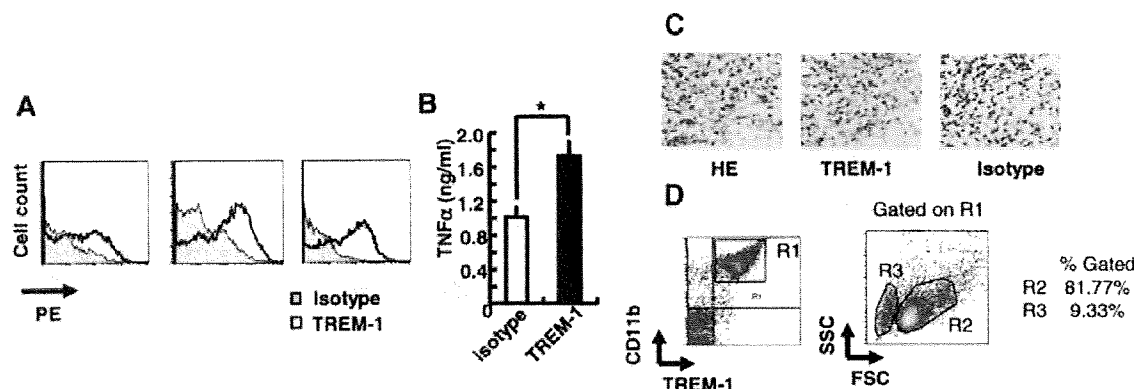 A
Cell count
PE
Isotype
TREM-1
B
*
TNFα (ng/ml)
2.0
1.6
1.2
0.8
0.4
Isotype
TREM-1
C
HE
TREM-1
Isotype
D
R1
CD11b
TREM-1
Gated on R1
R3
R2
SSC
FSC
% Gated
R2 81.77%
R3 9.33%